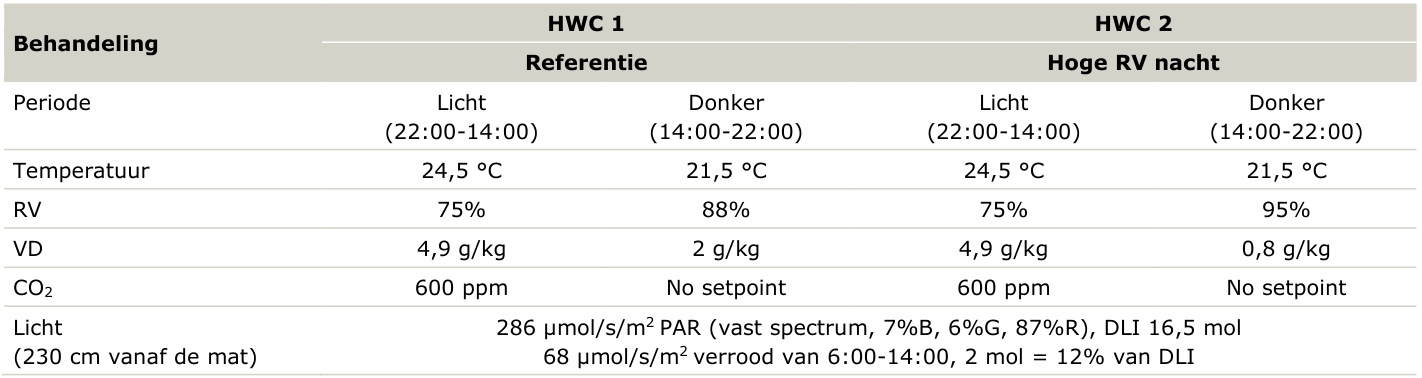 Behandeling HWC 1 HWC 2
Referentie Hoge RV nacht
Periode Licht Donker Licht Donker
(22:00-14:00) (14:00-22:00) (22:00-14:00) (14:00-22:00)
Temperatuur 24,5 °C 21,5 °C 24,5 °C 21,5 °C
RV 75% 88% 75% 95%
VD 4,9 g/kg 2 g/kg 4,9 g/kg 0,8 g/kg
CO₂ 600 ppm No setpoint 600 ppm No setpoint
Licht 286 µmol/s/m² PAR (vast spectrum, 7%B, 6%G, 87%R), DLI 16,5 mol
(230 cm vanaf de mat) 68 µmol/s/m² verrood van 6:00-14:00, 2 mol = 12% van DLI